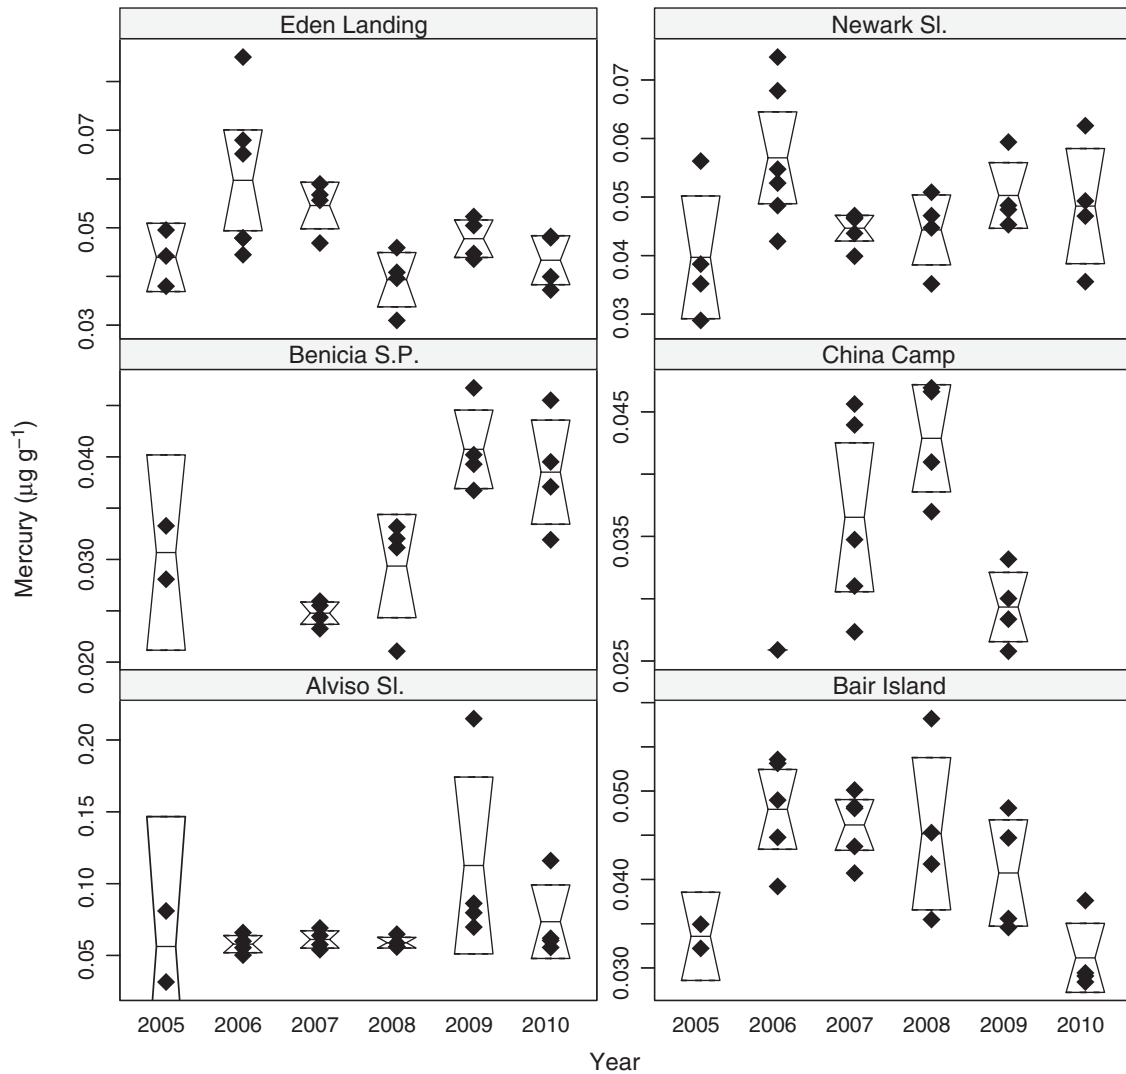 Eden Landing
Newark Sl.
0.07
0.05
0.03
0.07
0.06
0.05
0.04
0.03
Benicia S.P.
China Camp
Mercury (µg g⁻¹)
0.040
0.030
0.020
0.045
0.035
0.025
Alviso Sl.
Bair Island
0.20
0.15
0.10
0.05
0.050
0.040
0.030
2005 2006 2007 2008 2009 2010
2005 2006 2007 2008 2009 2010
Year